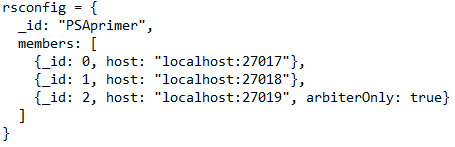 rsconfig = {
  _id: "PSAprimer",
  members: [
    {_id: 0, host: "localhost:27017"},
    {_id: 1, host: "localhost:27018"},
    {_id: 2, host: "localhost:27019", arbiterOnly: true}
  ]
}